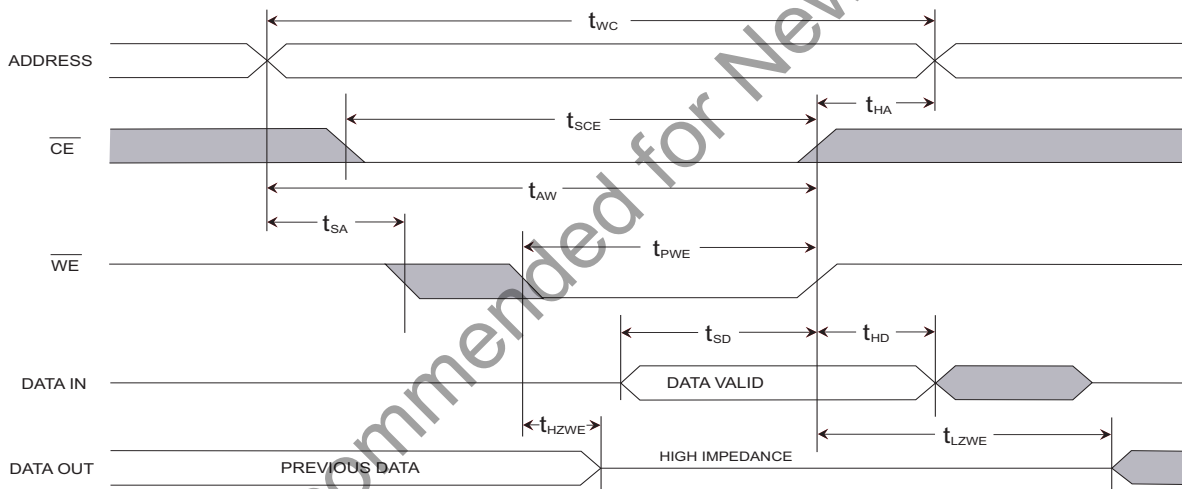 tWC
ADDRESS
tHA
CE
tSCE
tAW
tSA
WE
tPWE
tSD
tHD
DATA IN
DATA VALID
tHZWE
tLZWE
DATA OUT
PREVIOUS DATA
HIGH IMPEDANCE
commended for New